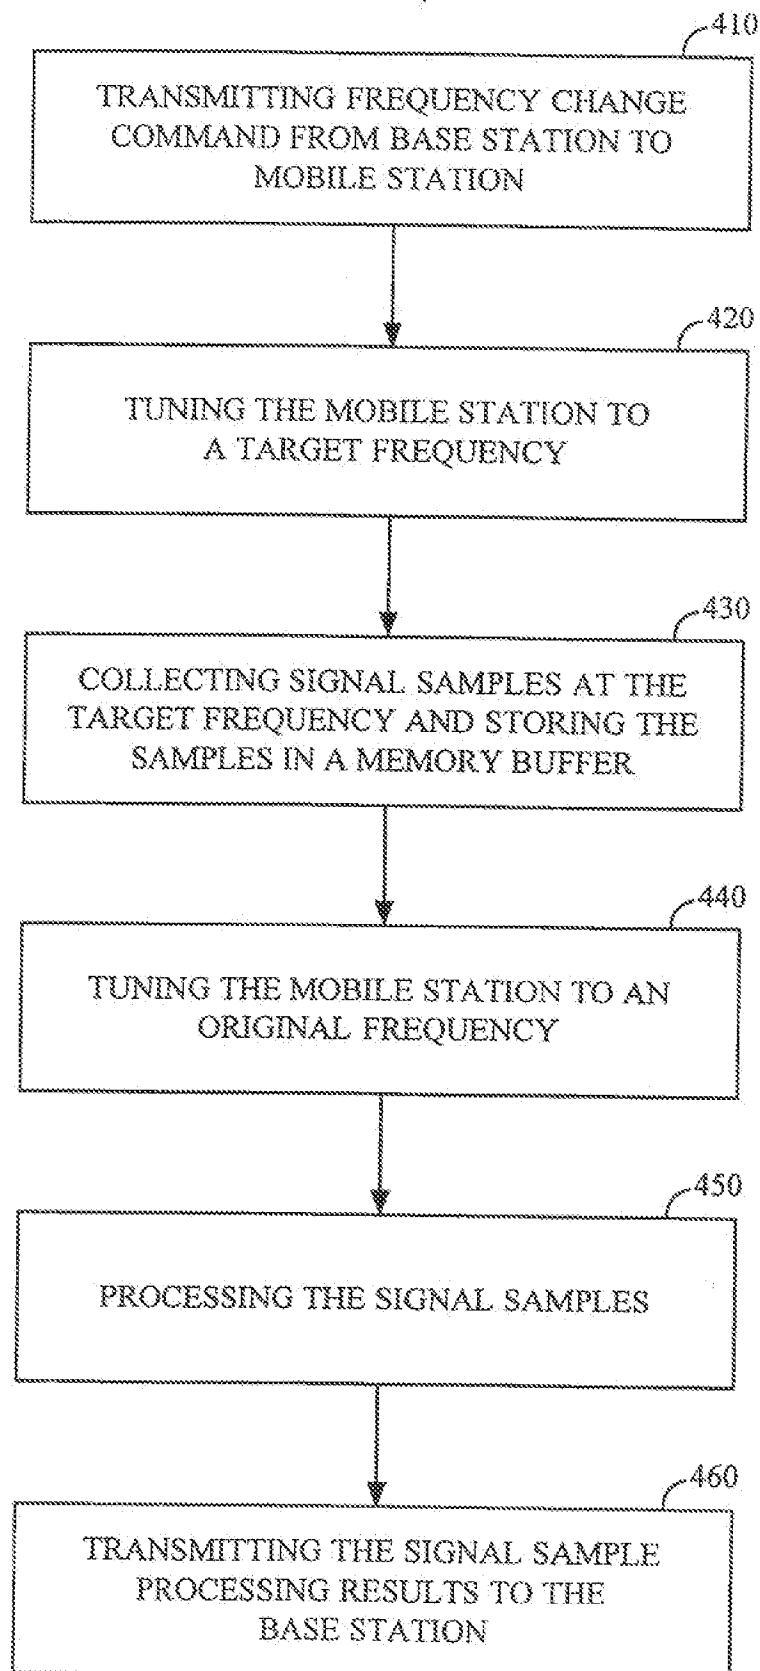 410
TRANSMITTING FREQUENCY CHANGE
COMMAND FROM BASE STATION TO
MOBILE STATION
420
TUNING THE MOBILE STATION TO
A TARGET FREQUENCY
430
COLLECTING SIGNAL SAMPLES AT THE
TARGET FREQUENCY AND STORING THE
SAMPLES IN A MEMORY BUFFER
440
TUNING THE MOBILE STATION TO AN
ORIGINAL FREQUENCY
450
PROCESSING THE SIGNAL SAMPLES
460
TRANSMITTING THE SIGNAL SAMPLE
PROCESSING RESULTS TO THE
BASE STATION